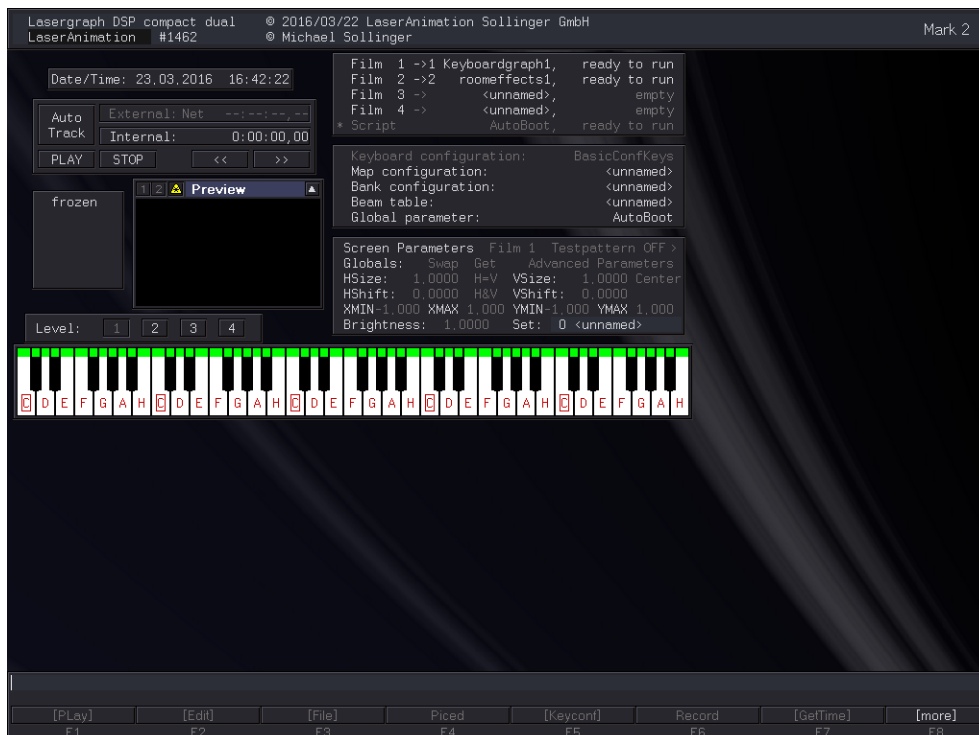 Lasergraph DSP compact dual © 2016/03/22 LaserAnimation Sollinger GmbH
LaserAnimation #1462 © Michael Sollinger
Mark 2
Date/Time: 23,03,2016 16:42:22
Auto Track
External: Net --:--:--,--
Internal: 0:00:00,00
PLAY STOP << >>
frozen
1 2 Preview
Level: 1 2 3 4
Film 1 ->1 Keyboardgraph1, ready to run
Film 2 ->2 roomeffects1, ready to run
Film 3 -> <unnamed>, empty
Film 4 -> <unnamed>, empty
* Script AutoBoot, ready to run
Keyboard configuration: BasicConfKeys
Map configuration: <unnamed>
Bank configuration: <unnamed>
Beam table: <unnamed>
Global parameter: AutoBoot
Screen Parameters Film 1 Testpattern OFF >
Globals: Swap Get Advanced Parameters
HSize: 1,0000 H=V VSize: 1,0000 Center
HShift: 0,0000 H&V VShift: 0,0000
XMIN-1,000 XMAX 1,000 YMIN-1,000 YMAX 1,000
Brightness: 1,0000 Set: 0 <unnamed>
C D E F G A H C D E F G A H C D E F G A H C D E F G A H C D E F G A H
[PLay] [Edit] [File] Piced [Keyconf] Record [GetTime] [more]
F1 F2 F3 F4 F5 F6 F7 F8